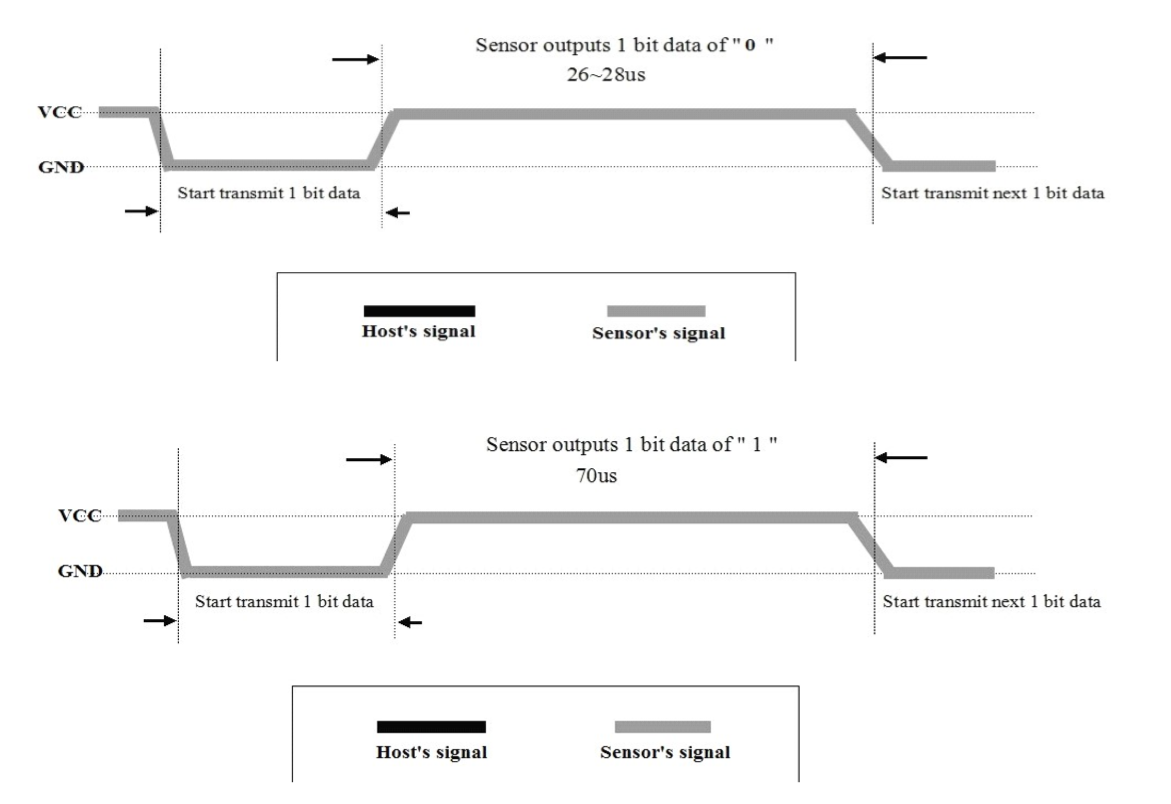 Sensor outputs 1 bit data of " 0 "
26~28us
VCC
GND
Start transmit 1 bit data
Start transmit next 1 bit data
Host's signal
Sensor's signal
Sensor outputs 1 bit data of " 1 "
70us
VCC
GND
Start transmit 1 bit data
Start transmit next 1 bit data
Host's signal
Sensor's signal